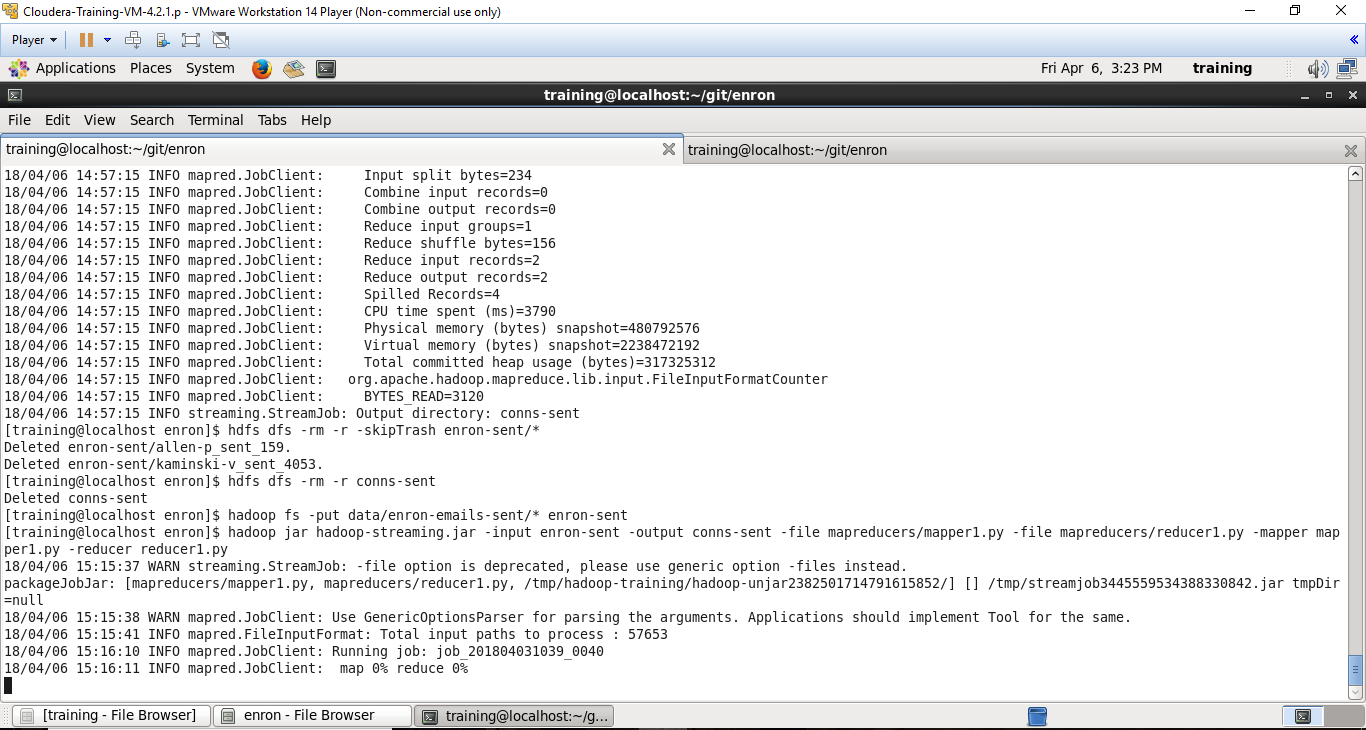 Cloudera-Training-VM-4.2.1.p - VMware Workstation 14 Player (Non-commercial use only)
Player
Applications Places System Fri Apr 6, 3:23 PM training
training@localhost:~/git/enron
File Edit View Search Terminal Tabs Help
training@localhost:~/git/enron training@localhost:~/git/enron
18/04/06 14:57:15 INFO mapred.JobClient:     Input split bytes=234
18/04/06 14:57:15 INFO mapred.JobClient:     Combine input records=0
18/04/06 14:57:15 INFO mapred.JobClient:     Combine output records=0
18/04/06 14:57:15 INFO mapred.JobClient:     Reduce input groups=1
18/04/06 14:57:15 INFO mapred.JobClient:     Reduce shuffle bytes=156
18/04/06 14:57:15 INFO mapred.JobClient:     Reduce input records=2
18/04/06 14:57:15 INFO mapred.JobClient:     Reduce output records=2
18/04/06 14:57:15 INFO mapred.JobClient:     Spilled Records=4
18/04/06 14:57:15 INFO mapred.JobClient:     CPU time spent (ms)=3790
18/04/06 14:57:15 INFO mapred.JobClient:     Physical memory (bytes) snapshot=480792576
18/04/06 14:57:15 INFO mapred.JobClient:     Virtual memory (bytes) snapshot=2238472192
18/04/06 14:57:15 INFO mapred.JobClient:     Total committed heap usage (bytes)=317325312
18/04/06 14:57:15 INFO mapred.JobClient:   org.apache.hadoop.mapreduce.lib.input.FileInputFormatCounter
18/04/06 14:57:15 INFO mapred.JobClient:     BYTES_READ=3120
18/04/06 14:57:15 INFO streaming.StreamJob: Output directory: conns-sent
[training@localhost enron]$ hdfs dfs -rm -r -skipTrash enron-sent/*
Deleted enron-sent/allen-p_sent_159.
Deleted enron-sent/kaminski-v_sent_4053.
[training@localhost enron]$ hdfs dfs -rm -r conns-sent
Deleted conns-sent
[training@localhost enron]$ hadoop fs -put data/enron-emails-sent/* enron-sent
[training@localhost enron]$ hadoop jar hadoop-streaming.jar -input enron-sent -output conns-sent -file mapreducers/mapper1.py -file mapreducers/reducer1.py -mapper map
per1.py -reducer reducer1.py
18/04/06 15:15:37 WARN streaming.StreamJob: -file option is deprecated, please use generic option -files instead.
packageJobJar: [mapreducers/mapper1.py, mapreducers/reducer1.py, /tmp/hadoop-training/hadoop-unjar2382501714791615852/] [] /tmp/streamjob3445559534388330842.jar tmpDir
=null
18/04/06 15:15:38 WARN mapred.JobClient: Use GenericOptionsParser for parsing the arguments. Applications should implement Tool for the same.
18/04/06 15:15:41 INFO mapred.FileInputFormat: Total input paths to process : 57653
18/04/06 15:16:10 INFO mapred.JobClient: Running job: job_201804031039_0040
18/04/06 15:16:11 INFO mapred.JobClient:  map 0% reduce 0%
[training - File Browser] enron - File Browser training@localhost:~/g...